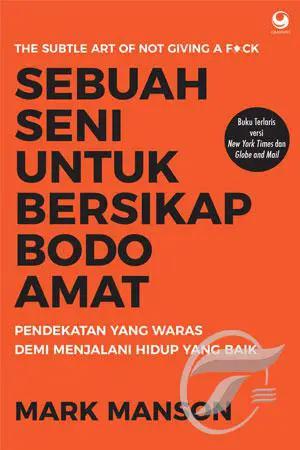 THE SUBTLE ART OF NOT GIVING A F*CK
SEBUAH
SENI
UNTUK
BERSIKAP
BODO
AMAT
Buku Terlaris
versi
New York Times dan
Globe and Mail
PENDEKATAN YANG WARAS
DEMI MENJALANI HIDUP YANG BAIK
MARK MANSON